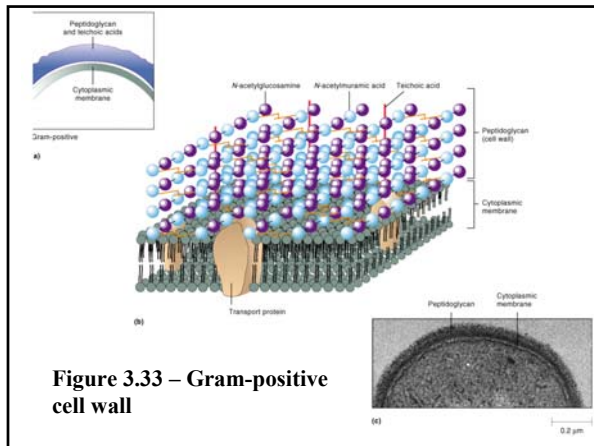 Peptidoglycan
and teichoic acids
Cytoplasmic
membrane
Gram-positive
a)
N-acetylglucosamine
N-acetylmuramic acid
Teichoic acid
Peptidoglycan
(cell wall)
Cytoplasmic
membrane
Transport protein
(b)
Peptidoglycan
Cytoplasmic
membrane
(c)
0.2 µm
Figure 3.33 – Gram-positive
cell wall